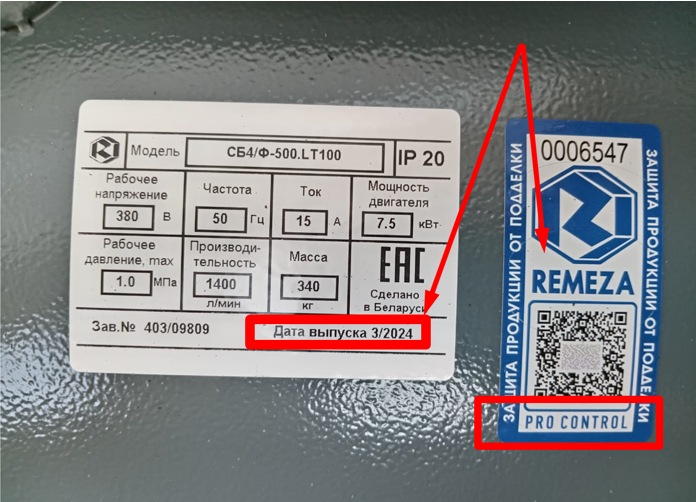 Модель
СБ4/Ф-500.LT100
IP 20
Рабочее напряжение
380 В
Частота
50 Гц
Ток
15 А
Мощность двигателя
7.5 кВт
Рабочее давление, max
1.0 МПа
Производи-
тельность
1400
л/мин
Масса
340
кг
ЕАС
Сделано
в Беларуси
Зав.№ 403/09809
Дата выпуска 3/2024
0006547
REMEZA
PRO CONTROL
ЗАЩИТА ПРОДУКЦИИ ОТ ПОДДЕЛКИ
ЗАЩИТА ПРОДУКЦИИ ОТ ПОДДЕЛКИ